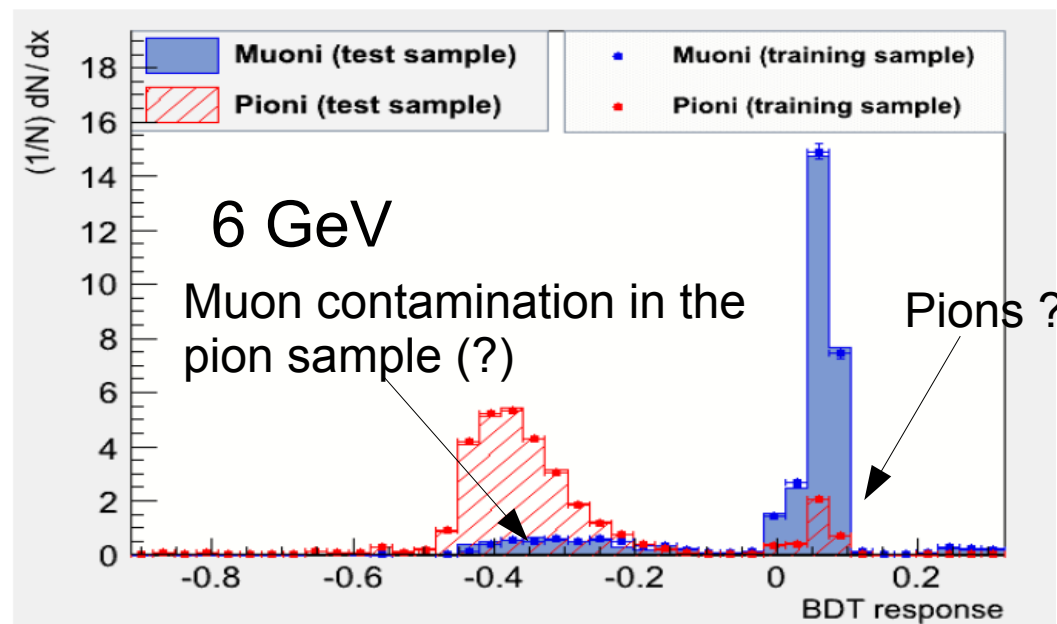 Muoni (test sample)
Pioni (test sample)
Muoni (training sample)
Pioni (training sample)
(1/N) dN/dx
18
16
14
12
10
8
6
4
2
0
6 GeV
Muon contamination in the
pion sample (?)
Pions ?
-0.8
-0.6
-0.4
-0.2
0
0.2
BDT response